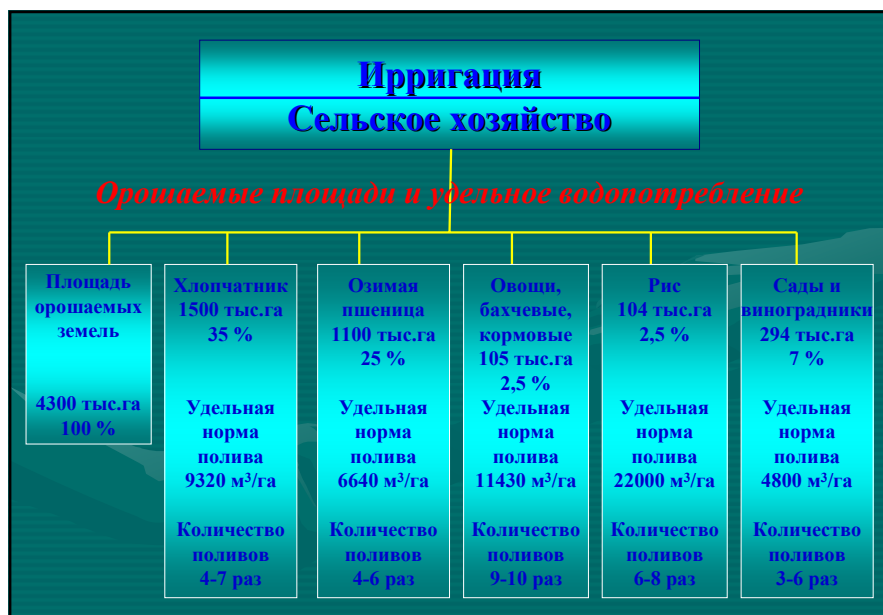 Ирригация
Сельское хозяйство
Орошаемые площади и удельное водопотребление
Площадь
орошаемых
земель
4300 тыс.га
100 %
Хлопчатник
1500 тыс.га
35 %
Удельная
норма
полива
9320 м³/га
Количество
поливов
4-7 раз
Озимая
пшеница
1100 тыс.га
25 %
Удельная
норма
полива
6640 м³/га
Количество
поливов
4-6 раз
Овощи,
бахчевые,
кормовые
105 тыс.га
2,5 %
Удельная
норма
полива
11430 м³/га
Количество
поливов
9-10 раз
Рис
104 тыс.га
2,5 %
Удельная
норма
полива
22000 м³/га
Количество
поливов
6-8 раз
Сады и
виноградники
294 тыс.га
7 %
Удельная
норма
полива
4800 м³/га
Количество
поливов
3-6 раз